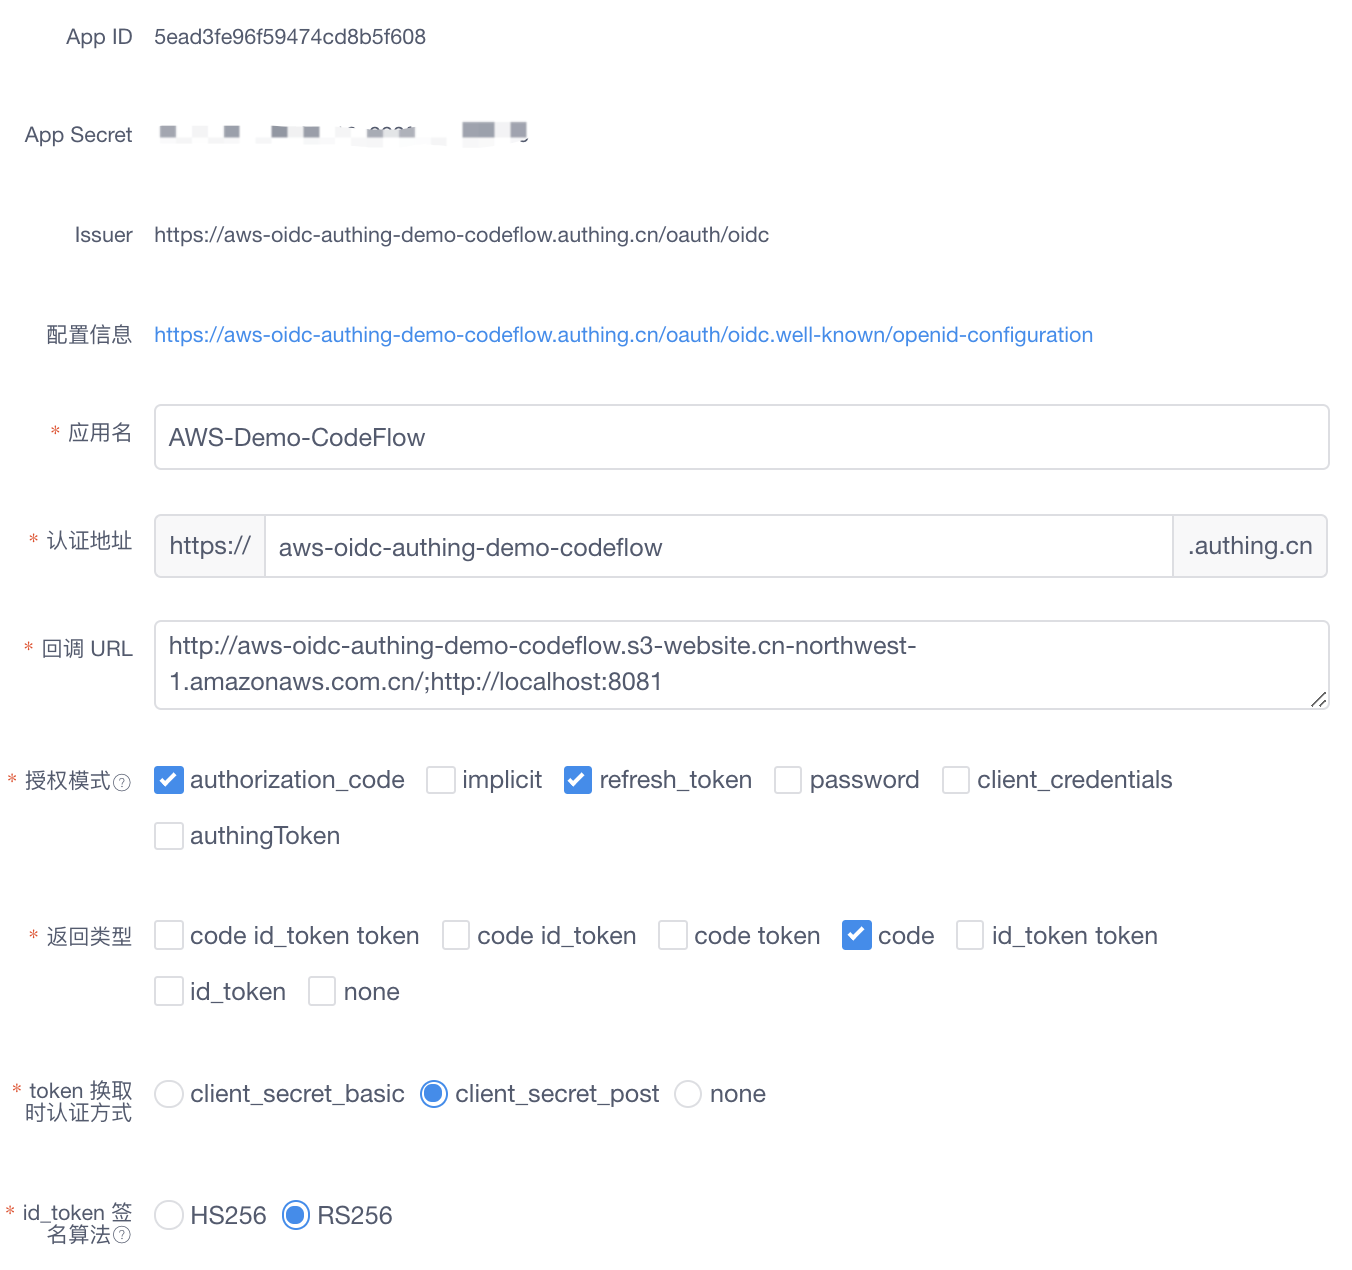 App ID 5ead3fe96f59474cd8b5f608
App Secret
Issuer https://aws-oidc-authing-demo-codeflow.authing.cn/oauth/oidc
配置信息 https://aws-oidc-authing-demo-codeflow.authing.cn/oauth/oidc.well-known/openid-configuration
* 应用名 AWS-Demo-CodeFlow
* 认证地址 https:// aws-oidc-authing-demo-codeflow .authing.cn
* 回调 URL http://aws-oidc-authing-demo-codeflow.s3-website.cn-northwest-
1.amazonaws.com.cn/;http://localhost:8081
* 授权模式? authorization_code implicit refresh_token password client_credentials
authingToken
* 返回类型 code id_token token code id_token code token code id_token token
id_token none
* token 换取
时认证方式 client_secret_basic client_secret_post none
* id_token 签
名算法? HS256 RS256